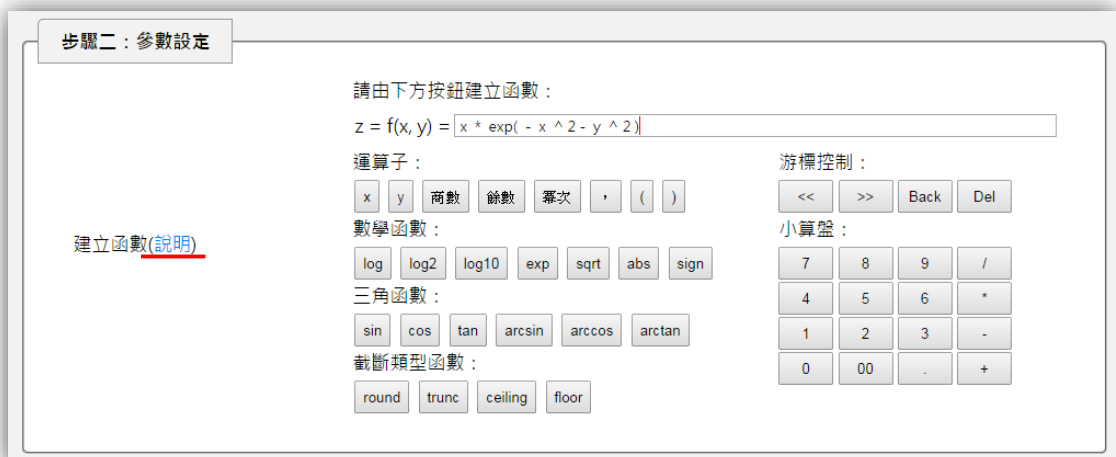 步驟二：參數設定
請由下方按鈕建立函數：
z = f(x, y) = x * exp( - x ^ 2 - y ^ 2 )
運算子：
x y 商數 餘數 冪次 ， ( )
數學函數：
log log2 log10 exp sqrt abs sign
三角函數：
sin cos tan arcsin arccos arctan
截斷類型函數：
round trunc ceiling floor
游標控制：
<< >> Back Del
小算盤：
7 8 9 /
4 5 6 *
1 2 3 -
0 00 . +
建立函數(說明)